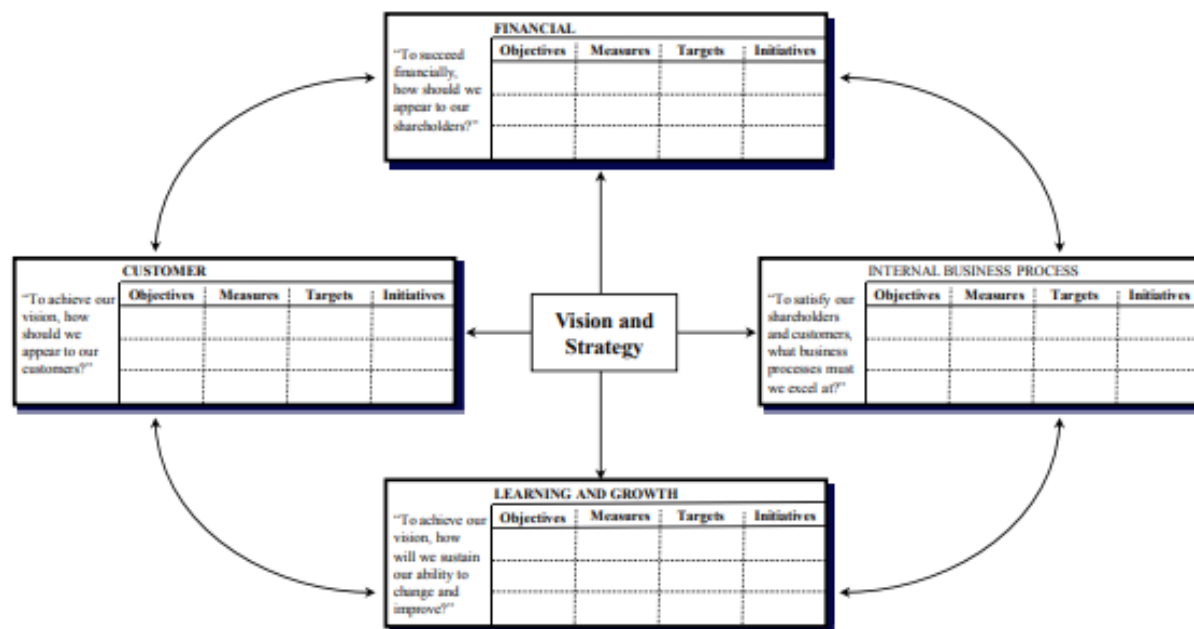 FINANCIAL
"To succeed
financially,
how should we
appear to our
shareholders?"
Objectives Measures Targets Initiatives
CUSTOMER
"To achieve our
vision, how
should we
appear to our
customers?"
Objectives Measures Targets Initiatives
Vision and
Strategy
INTERNAL BUSINESS PROCESS
"To satisfy our
shareholders
and customers,
what business
processes must
we excel at?"
Objectives Measures Targets Initiatives
LEARNING AND GROWTH
"To achieve our
vision, how
will we sustain
our ability to
change and
improve?"
Objectives Measures Targets Initiatives